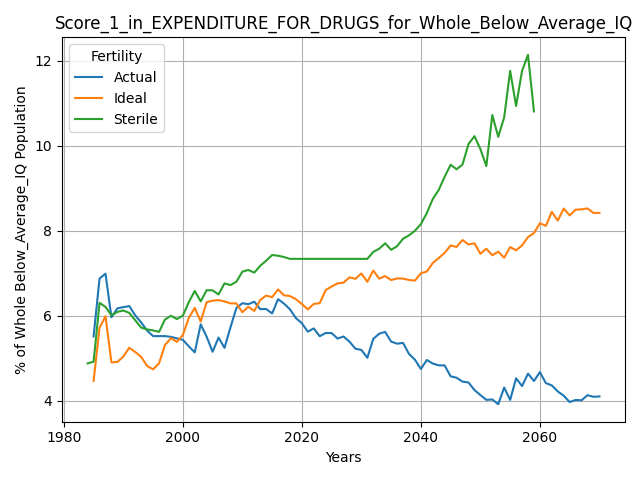 Score_1_in_EXPENDITURE_FOR_DRUGS_for_Whole_Below_Average_IQ
Fertility
Actual
Ideal
Sterile
% of Whole Below_Average_IQ Population
12
10
8
6
4
1980
2000
2020
2040
2060
Years